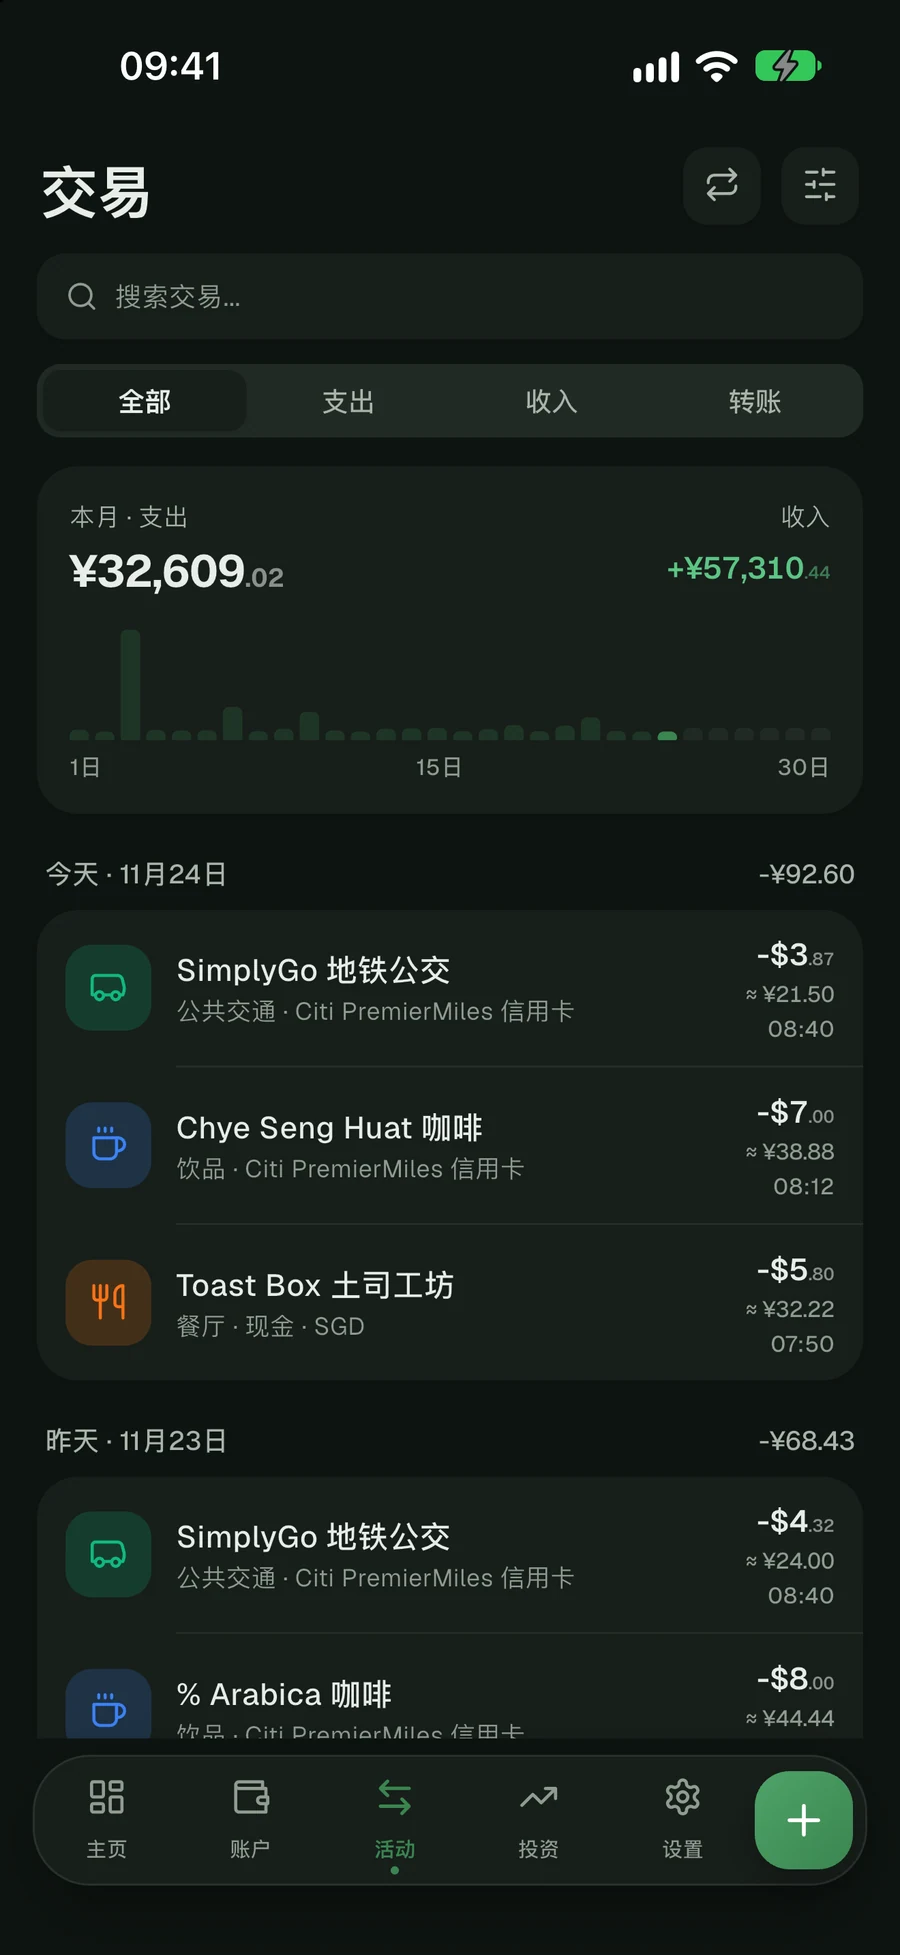 09:41
交易
搜索交易...
全部 支出 收入 转账
本月 · 支出 收入
¥32,609.02 +¥57,310.44
1日 15日 30日
今天 · 11月24日 -¥92.60
SimplyGo 地铁公交 -$3.87
公共交通 · Citi PremierMiles 信用卡 ≈ ¥21.50
08:40
Chye Seng Huat 咖啡 -$7.00
饮品 · Citi PremierMiles 信用卡 ≈ ¥38.88
08:12
Toast Box 土司工坊 -$5.80
餐厅 · 现金 · SGD ≈ ¥32.22
07:50
昨天 · 11月23日 -¥68.43
SimplyGo 地铁公交 -$4.32
公共交通 · Citi PremierMiles 信用卡 ≈ ¥24.00
08:40
% Arabica 咖啡 -$8.00
饮品 · Citi PremierMiles 信用卡 ≈ ¥44.44
主页 账户 活动 投资 设置